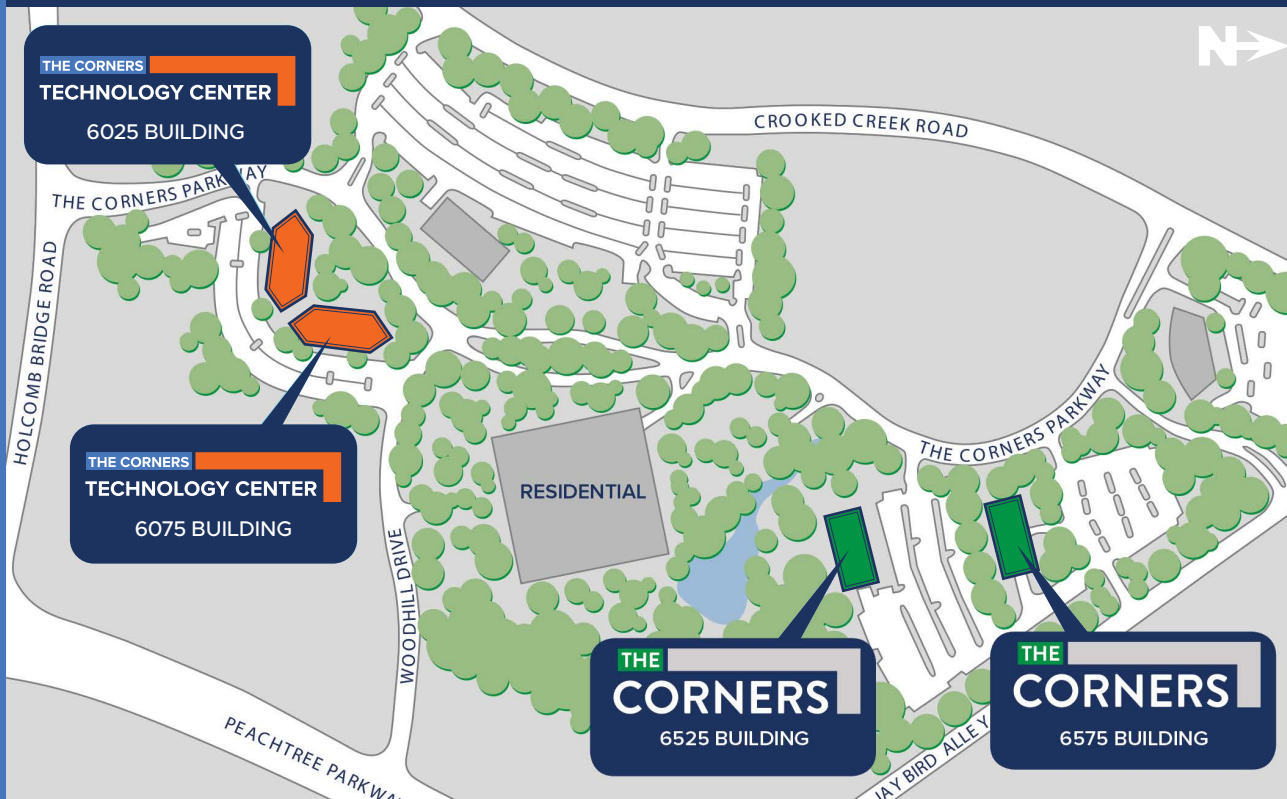 N
THE CORNERS
TECHNOLOGY CENTER
6025 BUILDING
CROOKED CREEK ROAD
THE CORNERS PARKWAY
HOLCOMB BRIDGE ROAD
THE CORNERS PARKWAY
THE CORNERS
TECHNOLOGY CENTER
6075 BUILDING
RESIDENTIAL
WOODHILL DRIVE
THE
CORNERS
6525 BUILDING
THE
CORNERS
6575 BUILDING
PEACHTREE PARKWAY
JAY BIRD ALLEY